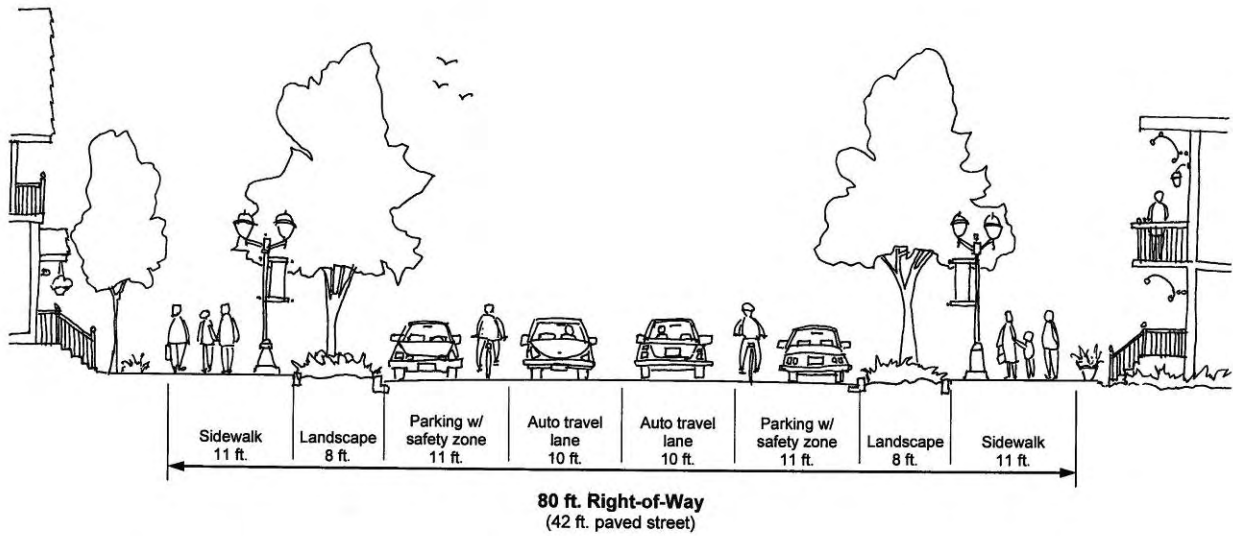 Sidewalk
11 ft.
Landscape
8 ft.
Parking w/
safety zone
11 ft.
Auto travel
lane
10 ft.
Auto travel
lane
10 ft.
Parking w/
safety zone
11 ft.
Landscape
8 ft.
Sidewalk
11 ft.
80 ft. Right-of-Way
(42 ft. paved street)